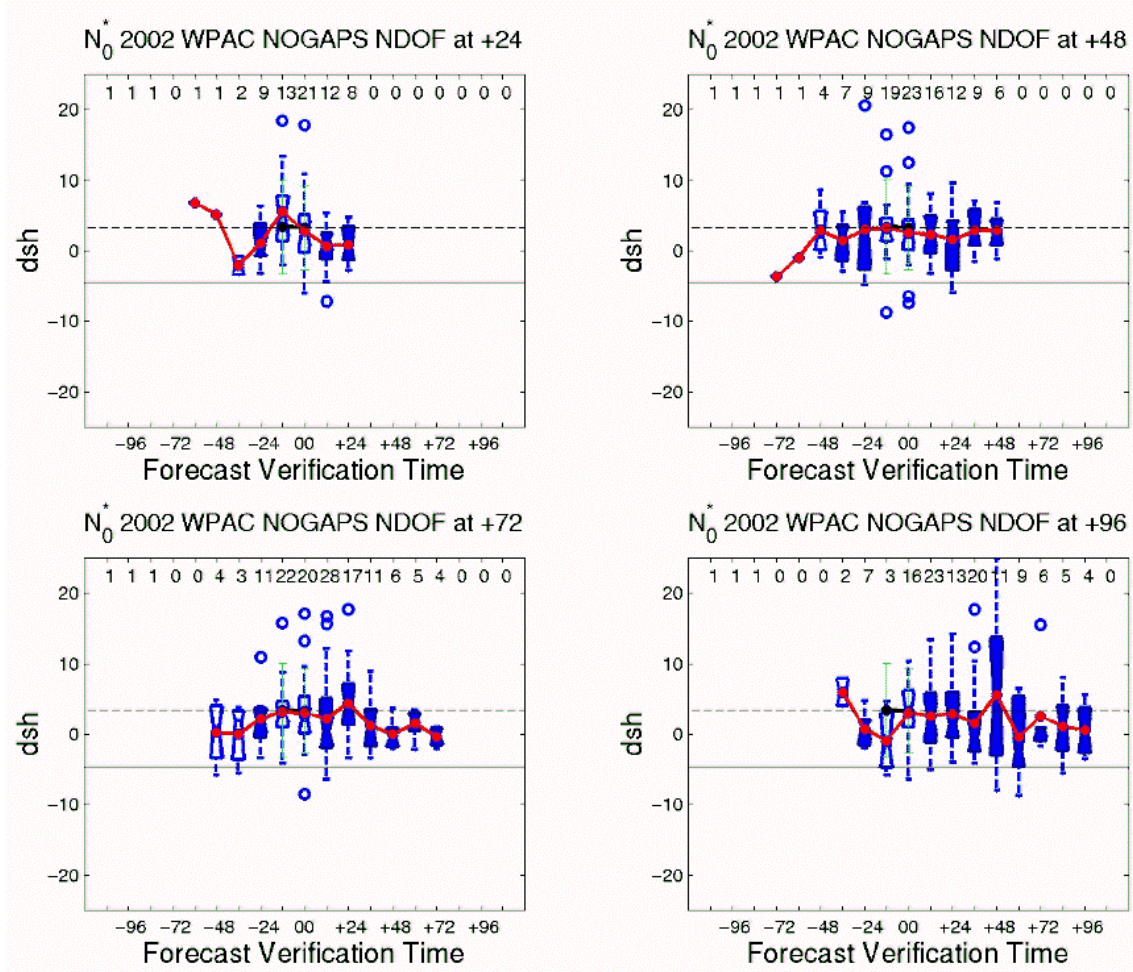 N*0 2002 WPAC NOGAPS NDOF at +24
1 1 1 0 1 1 2 9 13 21 12 8 0 0 0 0 0 0 0
20
10
0
−10
−20
dsh
−96 −72 −48 −24 00 +24 +48 +72 +96
Forecast Verification Time
N*0 2002 WPAC NOGAPS NDOF at +48
1 1 1 1 1 4 7 9 19 23 16 12 9 6 0 0 0 0 0
20
10
0
−10
−20
dsh
−96 −72 −48 −24 00 +24 +48 +72 +96
Forecast Verification Time
N*0 2002 WPAC NOGAPS NDOF at +72
1 1 1 0 0 4 3 11 22 20 28 17 11 6 5 4 0 0 0
20
10
0
−10
−20
dsh
−96 −72 −48 −24 00 +24 +48 +72 +96
Forecast Verification Time
N*0 2002 WPAC NOGAPS NDOF at +96
1 1 1 0 0 0 2 7 3 16 23 13 20 9 6 5 4 0
20
10
0
−10
−20
dsh
−96 −72 −48 −24 00 +24 +48 +72 +96
Forecast Verification Time